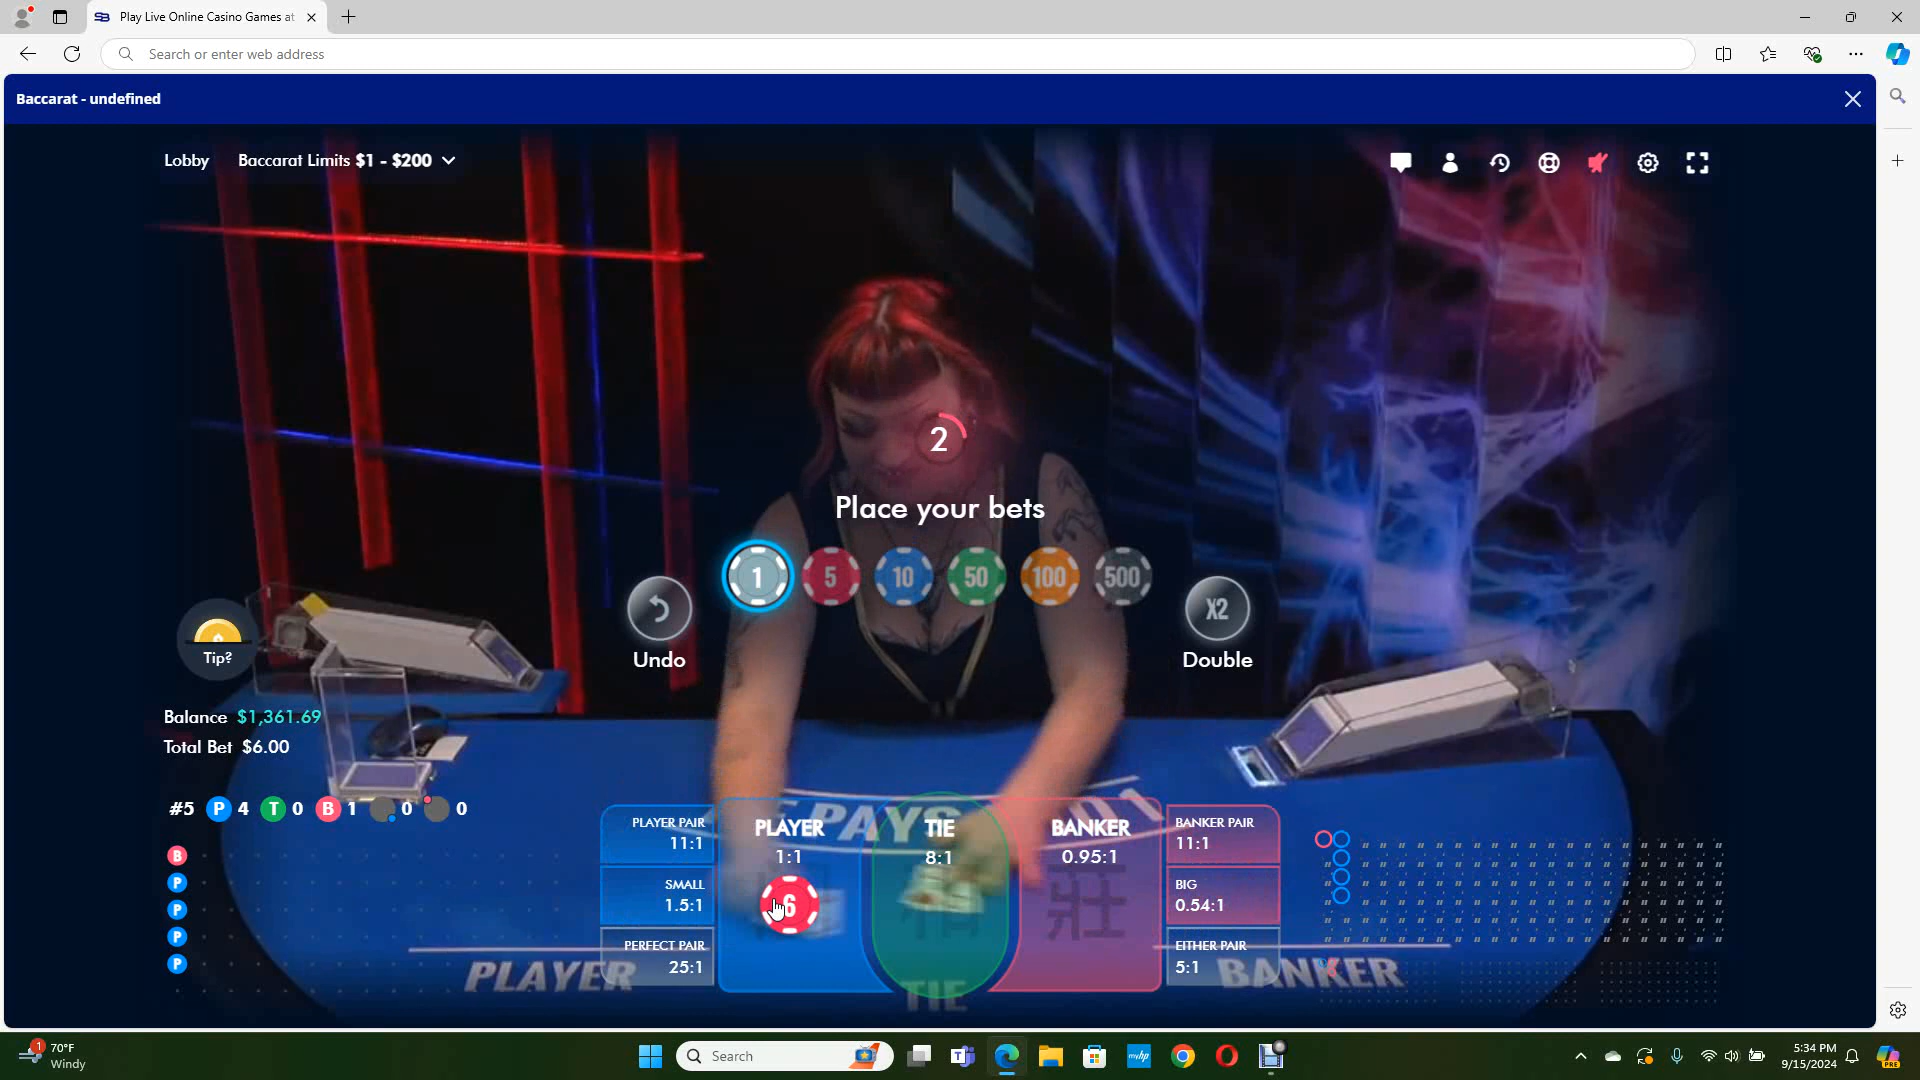 Play Live Online Casino Games at
Search or enter web address
Baccarat - undefined
Lobby
Baccarat Limits $1 - $200
2
Place your bets
1 5 10 50 100 500
X2
Undo
Double
Tip?
Balance $1,361.69
Total Bet $6.00
#5 P 4 T 0 B 1 0 0
B
P
P
P
P
PLAYER PAIR
11:1
SMALL
1.5:1
PERFECT PAIR
25:1
PLAYER
1:1
6
TIE
8:1
BANKER
0.95:1
BANKER PAIR
11:1
BIG
0.54:1
EITHER PAIR
5:1
PAYS
PLAYER
TIE
BANKER
1
70°F
Windy
Search
5:34 PM
9/15/2024